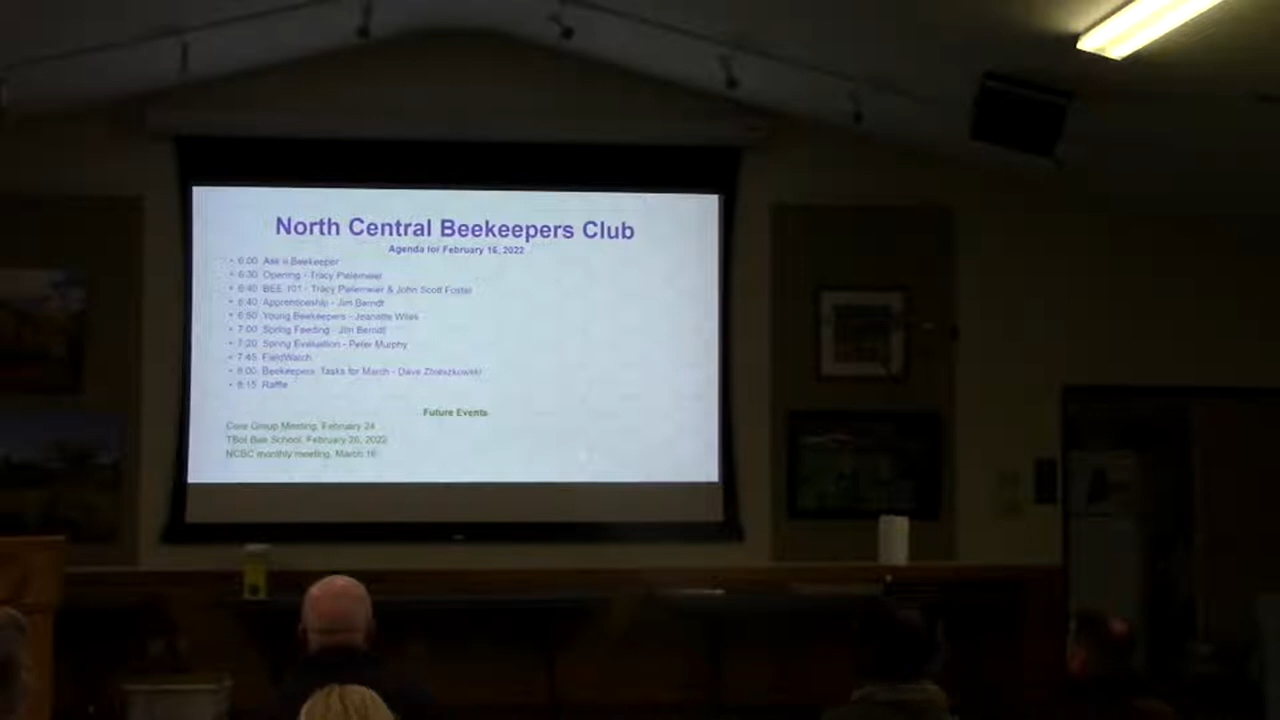 North Central Beekeepers Club
Agenda for February 16, 2022
• 6:00 Ask a Beekeeper
• 6:30 Opening - Tracy Pielemeier
• 6:40 BEE 101 - Tracy Pielemeier & John Scott Foster
• 6:40 Apprenticeship - Jim Berndt
• 6:50 Young Beekeepers - Jeanette Wiles
• 7:00 Spring Feeding - Jim Berndt
• 7:20 Spring Evaluation - Peter Murphy
• 7:45 FieldWatch
• 8:00 Beekeepers Tasks for March - Dave
• 8:15 Raffle
Future Events
Core Group Meeting, February 24
Bee School, February 26, 2022
NCBC monthly meeting, March 16